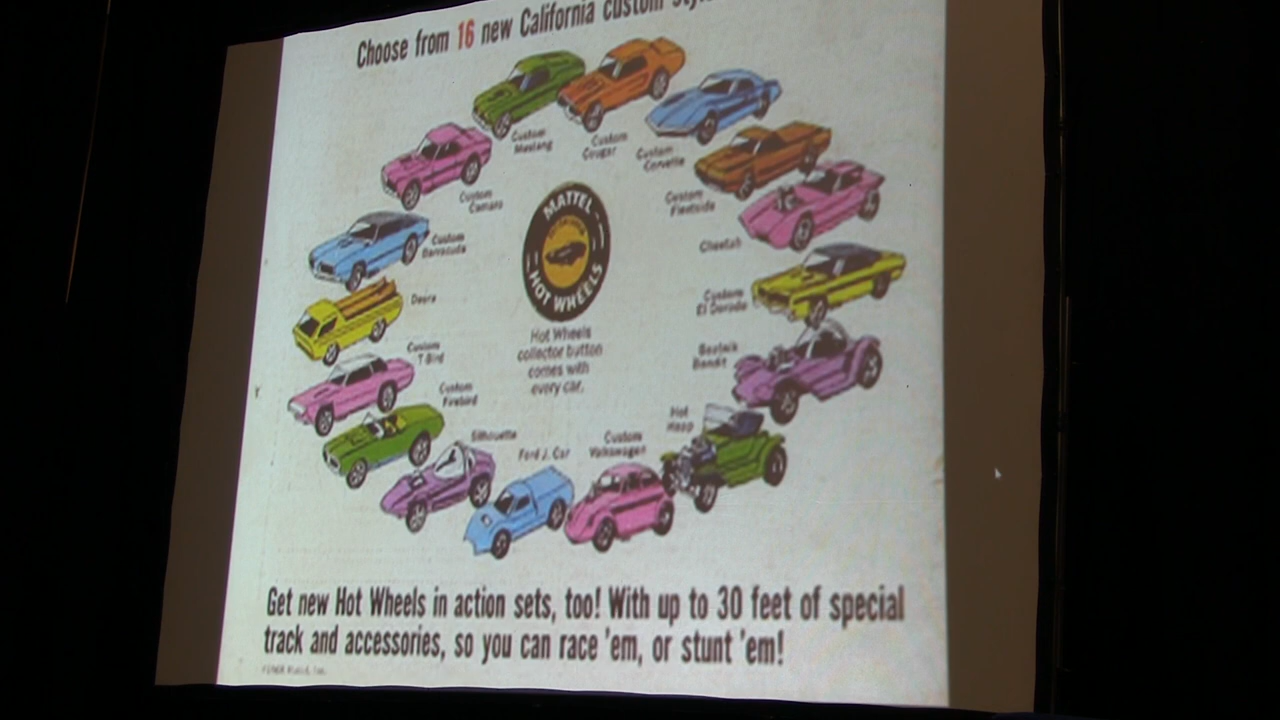 Choose from 16 new California custom
Custom
Mustang
Custom
Cougar
Custom
Corvette
Custom
Fleetside
Cheetah
Custom
El Dorado
Beatnik
Bandit
Hot
Heap
Custom
Volkswagen
Ford J. Car
Silhouette
Custom
Firebird
Custom
T-Bird
Deora
Custom
Barracuda
Custom
Camaro
MATTEL
HOT WHEELS
Hot Wheels
collector button
comes with
every car.
Get new Hot Wheels in action sets, too! With up to 30 feet of special
track and accessories, so you can race 'em, or stunt 'em!